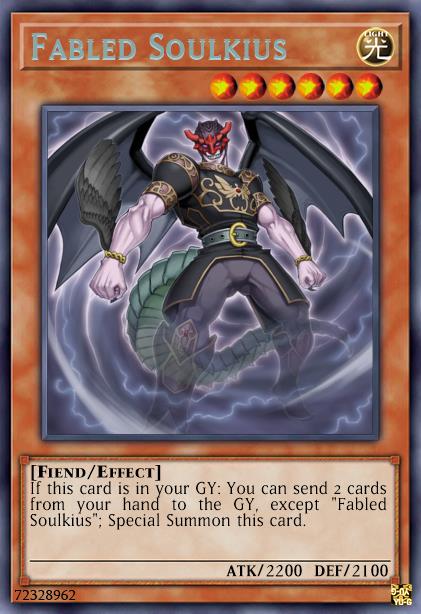 Fabled Soulkius
LIGHT
光
[Fiend/Effect]
If this card is in your GY: You can send 2 cards
from your hand to the GY, except "Fabled
Soulkius"; Special Summon this card.
ATK/2200 DEF/2100
72328962